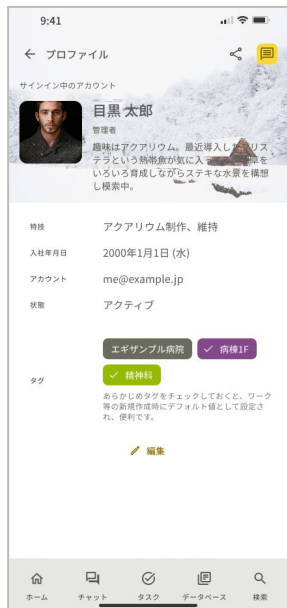 9:41
プロファイル
サインイン中のアカウント
目黒 太郎
管理者
趣味はアクアリウム。最近導入したプリス
テラという熱帯魚が気に入
いろいろ育成しながらステキな水景を構想
し模索中。
特技 アクアリウム制作、維持
入社年月日 2000年1月1日 (水)
アカウント me@example.jp
状態 アクティブ
エギザンプル病院 病棟1F
精神科
タグ
あらかじめタグをチェックしておくと、ワーク
等の新規作成時にデフォルト値として設定さ
れ、便利です。
編集
ホーム チャット タスク データベース 検索